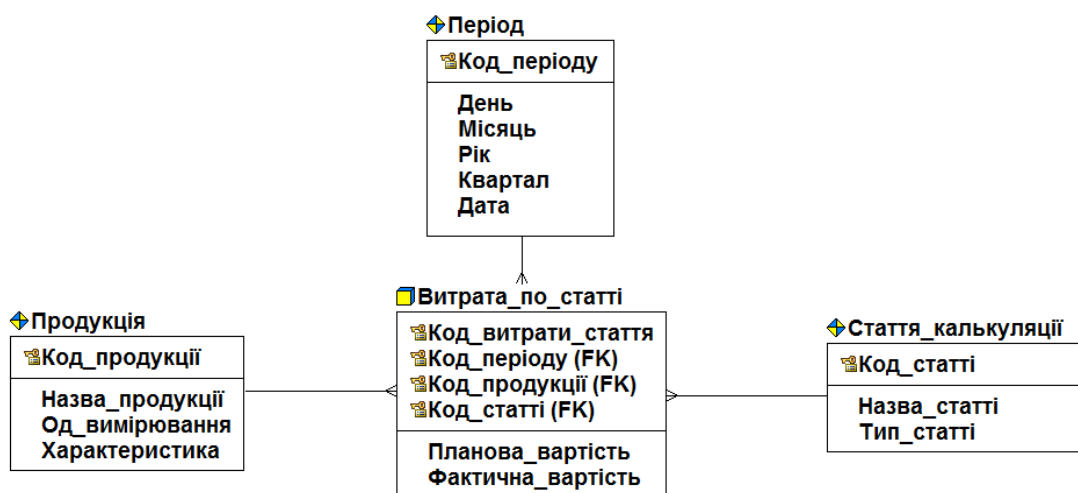 Період
Код_періоду
День
Місяць
Рік
Квартал
Дата
Витрата_по_статті
Код_витрати_стаття
Код_періоду (FK)
Код_продукції (FK)
Код_статті (FK)
Планова_вартість
Фактична_вартість
Продукція
Код_продукції
Назва_продукції
Од_вимірювання
Характеристика
Стаття_калькуляції
Код_статті
Назва_статті
Тип_статті